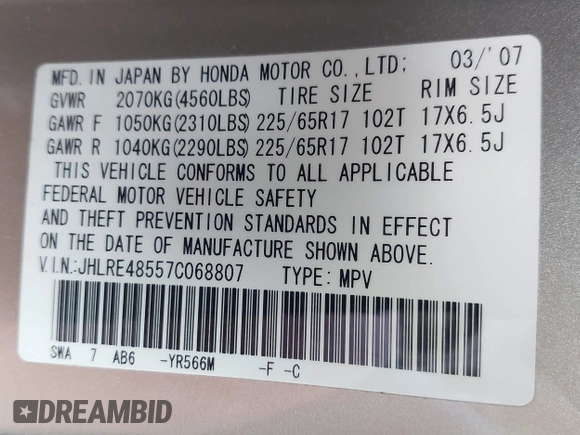 MFD. IN JAPAN BY HONDA MOTOR CO.,LTD; 03/'07
GVWR 2070KG(4560LBS) TIRE SIZE RIM SIZE
GAWR F 1050KG(2310LBS) 225/65R17 102T 17X6.5J
GAWR R 1040KG(2290LBS) 225/65R17 102T 17X6.5J
THIS VEHICLE CONFORMS TO ALL APPLICABLE
FEDERAL MOTOR VEHICLE SAFETY
AND THEFT PREVENTION STANDARDS IN EFFECT
ON THE DATE OF MANUFACTURE SHOWN ABOVE.
V.I.N:JHLRE48557C068807 TYPE: MPV
SWA 7 AB6 -YR566M -F -C
DREAMBID